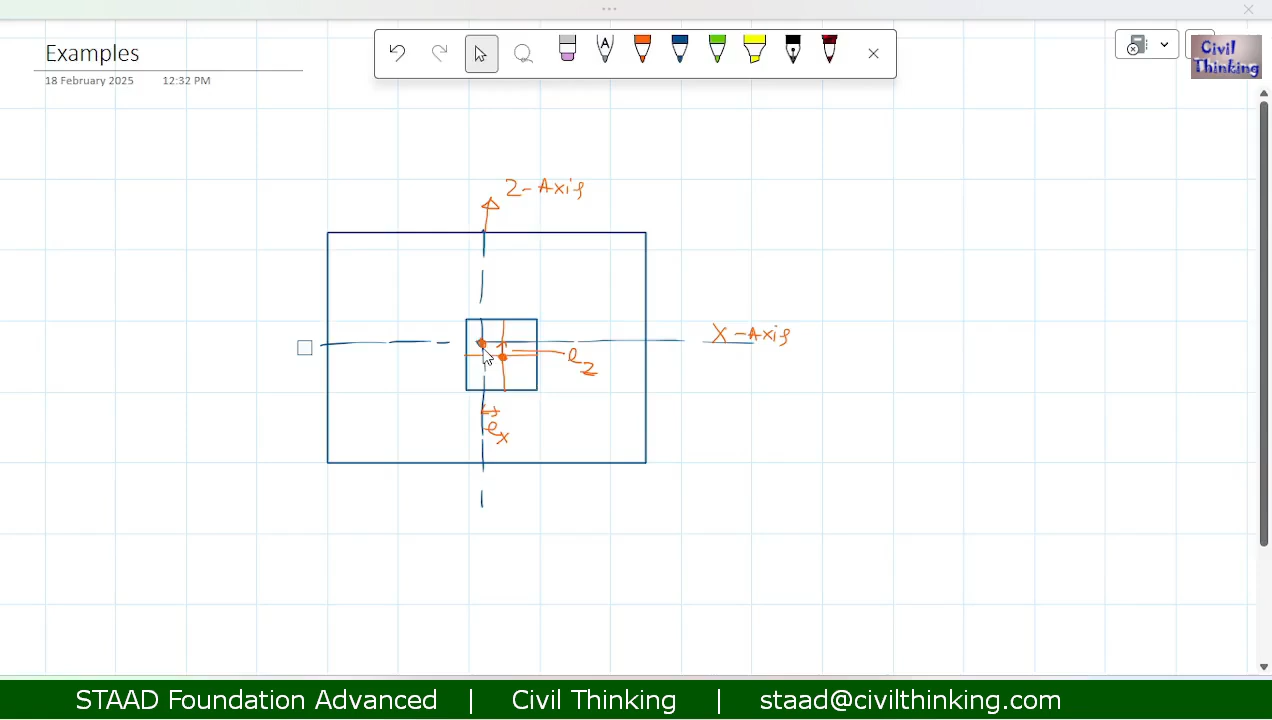 Examples
18 February 2025 12:32 PM
Civil
Thinking
Z-Axis
X-Axis
ez
ex
STAAD Foundation Advanced | Civil Thinking | staad@civilthinking.com